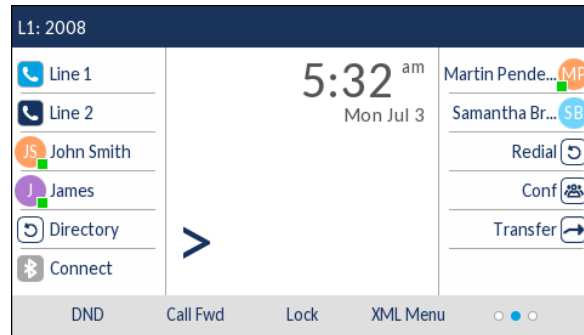 L1: 2008
Line 1
Line 2
JS John Smith
J James
Directory
Connect
5:32 am
Mon Jul 3
>
Martin Pende... MP
Samantha Br... SB
Redial
Conf
Transfer
DND Call Fwd Lock XML Menu